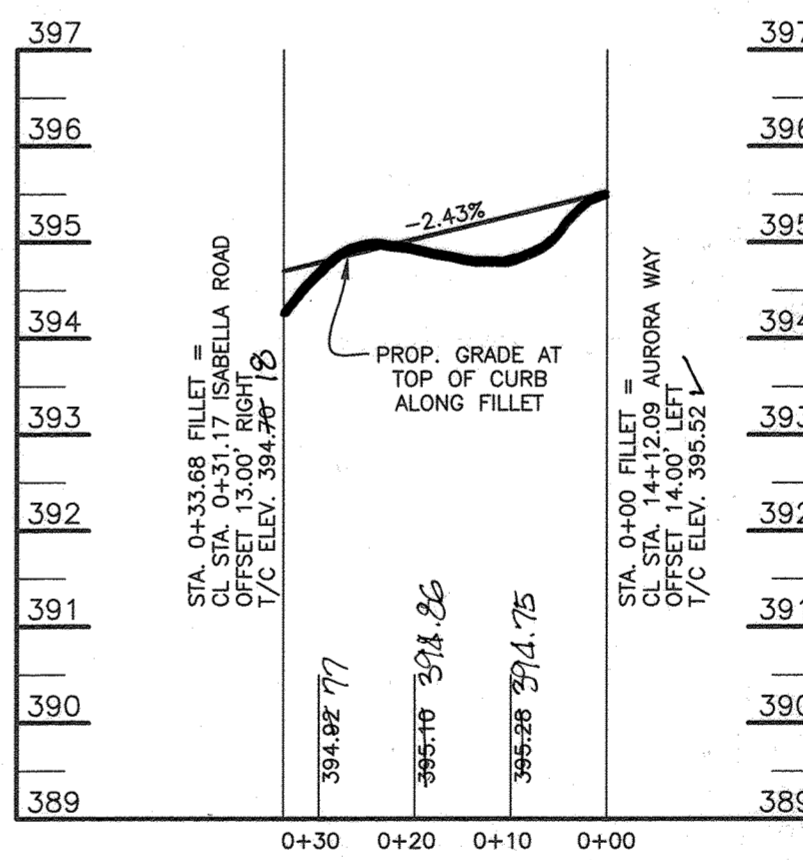 397
396
395
394
393
392
391
390
389
-2.43%
PROP. GRADE AT
TOP OF CURB
ALONG FILLET
STA. 0+33.68 FILLET =
CL STA. 0+31.17 ISABELLA ROAD
OFFSET 13.00' RIGHT
T/C ELEV. 394.70 18
STA. 0+00 FILLET =
CL STA. 14+12.09 AURORA WAY
OFFSET 14.00' LEFT
T/C ELEV. 395.52 ✓
394.92 77
395.10 394.86
395.28 394.75
0+30 0+20 0+10 0+00
397
396
395
394
393
392
391
390
389